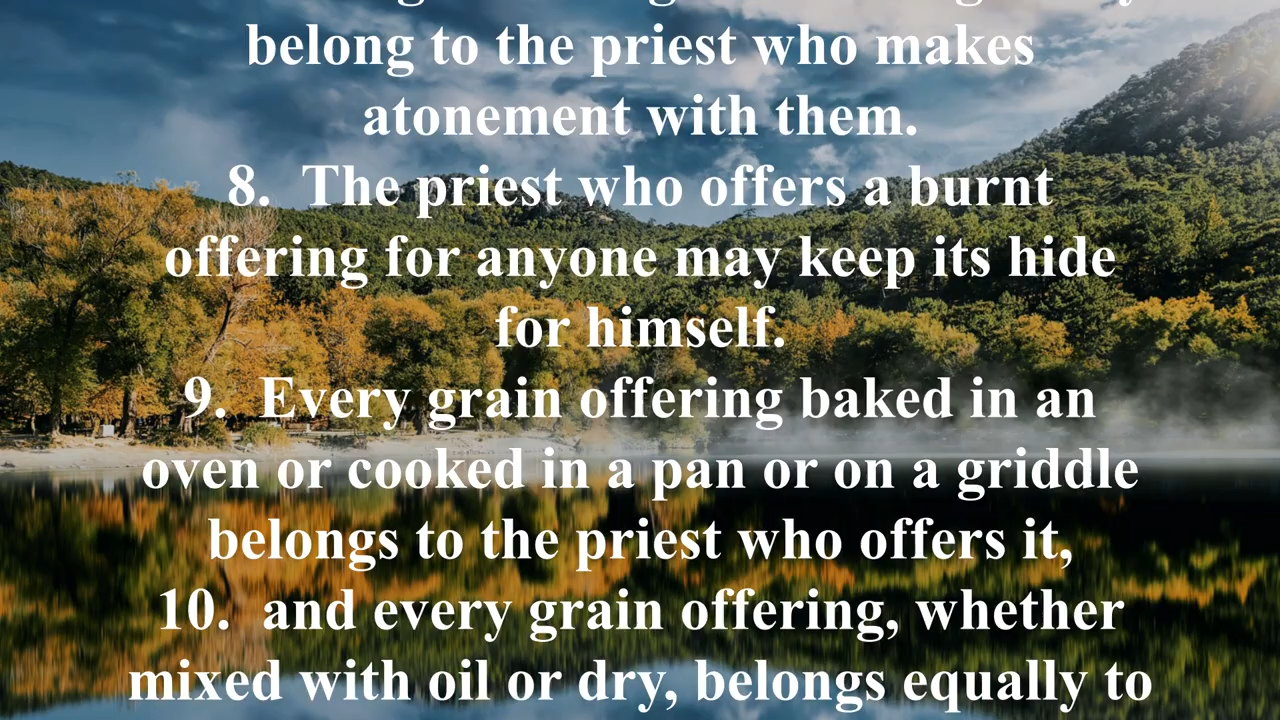 belong to the priest who makes
atonement with them.
8. The priest who offers a burnt
offering for anyone may keep its hide
for himself.
9. Every grain offering baked in an
oven or cooked in a pan or on a griddle
belongs to the priest who offers it,
10. and every grain offering, whether
mixed with oil or dry, belongs equally to